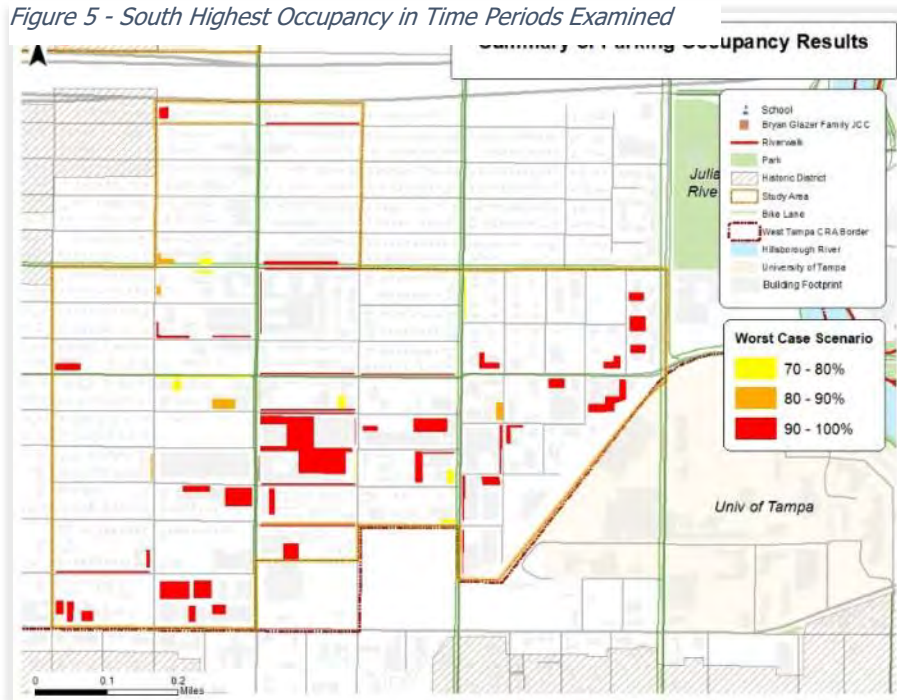 Figure 5 - South Highest Occupancy in Time Periods Examined
Summary of Parking Occupancy Results
School
Bryan Glazer Family JCC
Riverwalk
Park
Historic District
Study Area
Bike Lane
West Tampa CRA Border
Hillsborough River
University of Tampa
Building Footprint
Julia
Rive
Worst Case Scenario
70 - 80%
80 - 90%
90 - 100%
Univ of Tampa
0 0.1 0.2
Miles